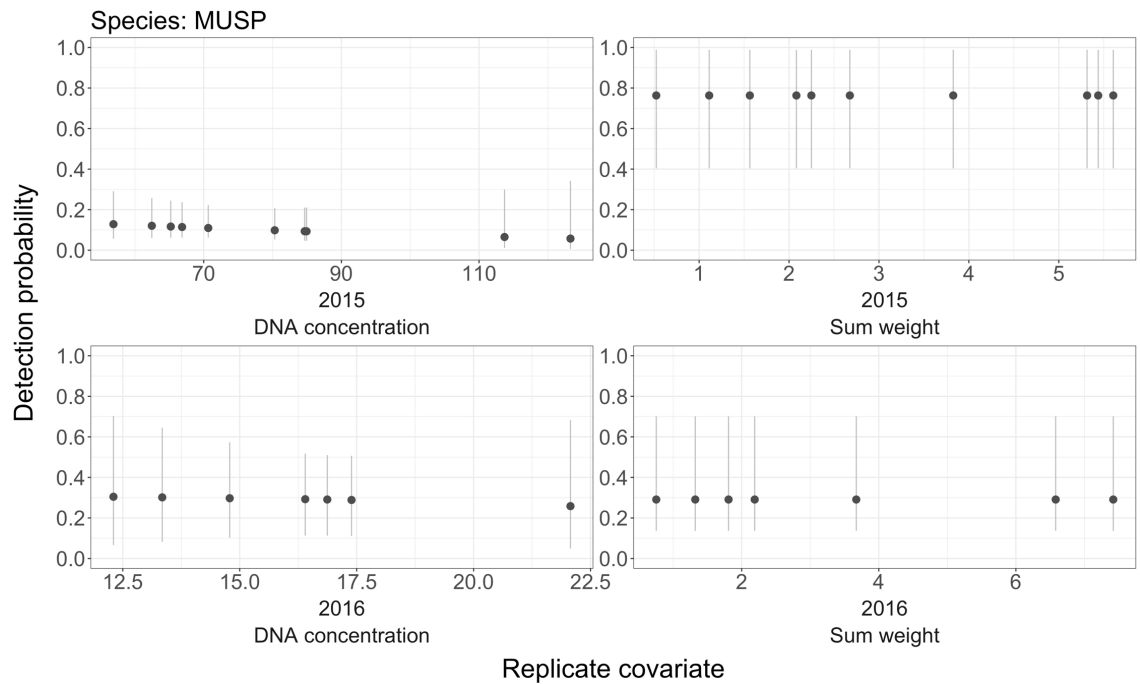 Species: MUSP
Detection probability
1.0
0.8
0.6
0.4
0.2
0.0
70 90 110
2015
DNA concentration
1.0
0.8
0.6
0.4
0.2
0.0
1 2 3 4 5
2015
Sum weight
1.0
0.8
0.6
0.4
0.2
0.0
12.5 15.0 17.5 20.0 22.5
2016
DNA concentration
1.0
0.8
0.6
0.4
0.2
0.0
2 4 6
2016
Sum weight
Replicate covariate